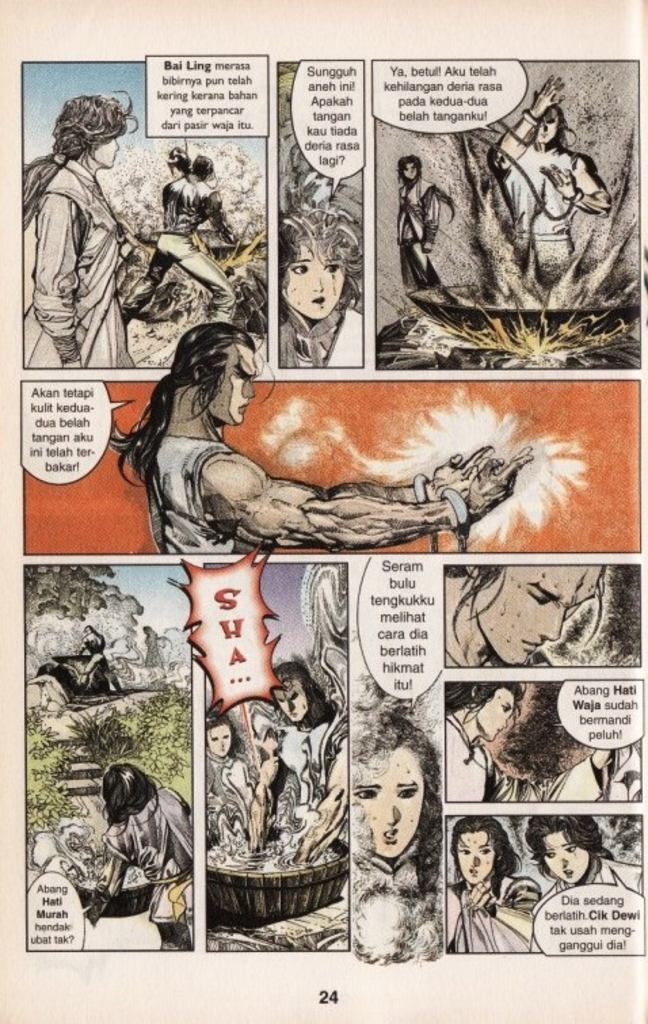 Bai Ling merasa
bibirnya pun telah
kering kerana bahan
yang terpancar
dari pasir waja itu.
Sungguh
aneh ini!
Apakah
tangan
kau tiada
deria rasa
lagi?
Ya, betul! Aku telah
kehilangan deria rasa
pada kedua-dua
belah tanganku!
Akan tetapi
kulit kedua-
dua belah
tangan aku
ini telah ter-
bakar!
SHA...
Seram
bulu
tengkukku
melihat
cara dia
berlatih
hikmat
itu!
Abang Hati
Waja sudah
bermandi
peluh!
Abang
Hati
Murah
hendak
ubat tak?
Dia sedang
berlatih. Cik Dewi
tak usah meng-
ganggui dia!
24